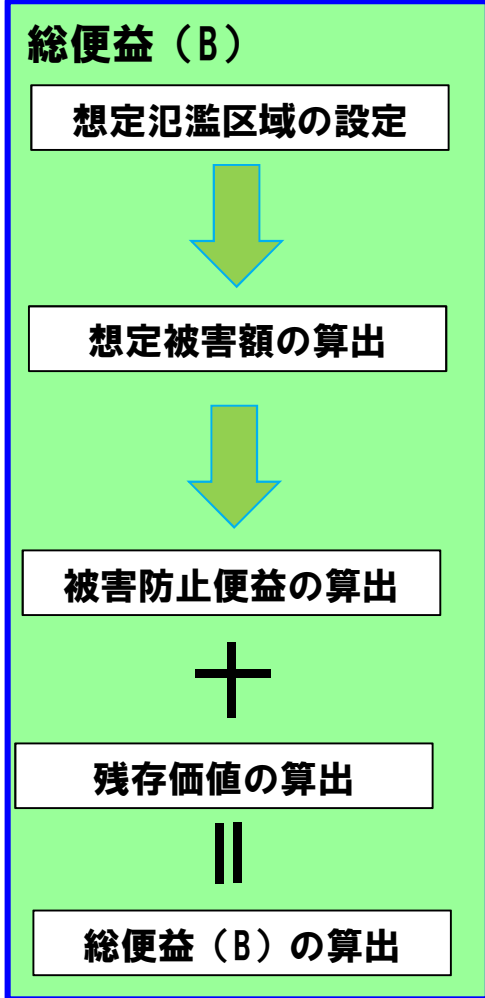 総便益（B）
想定氾濫区域の設定
想定被害額の算出
被害防止便益の算出
＋
残存価値の算出
||
総便益（B）の算出